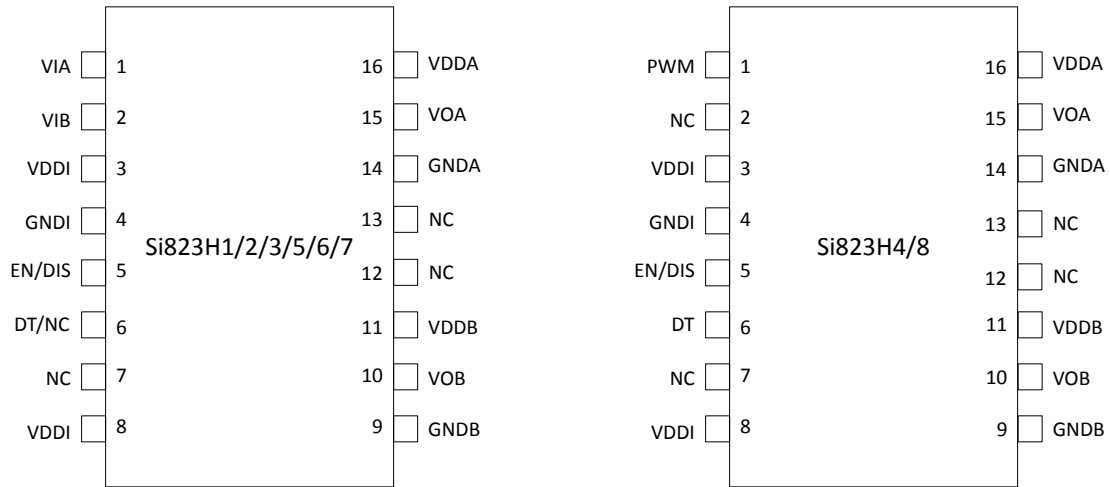 VIA 1 16 VDDA
VIB 2 15 VOA
VDDI 3 14 GNDA
GNDI 4 13 NC
Si823H1/2/3/5/6/7
EN/DIS 5 12 NC
DT/NC 6 11 VDDB
NC 7 10 VOB
VDDI 8 9 GNDB
PWM 1 16 VDDA
NC 2 15 VOA
VDDI 3 14 GNDA
GNDI 4 13 NC
Si823H4/8
EN/DIS 5 12 NC
DT 6 11 VDDB
NC 7 10 VOB
VDDI 8 9 GNDB